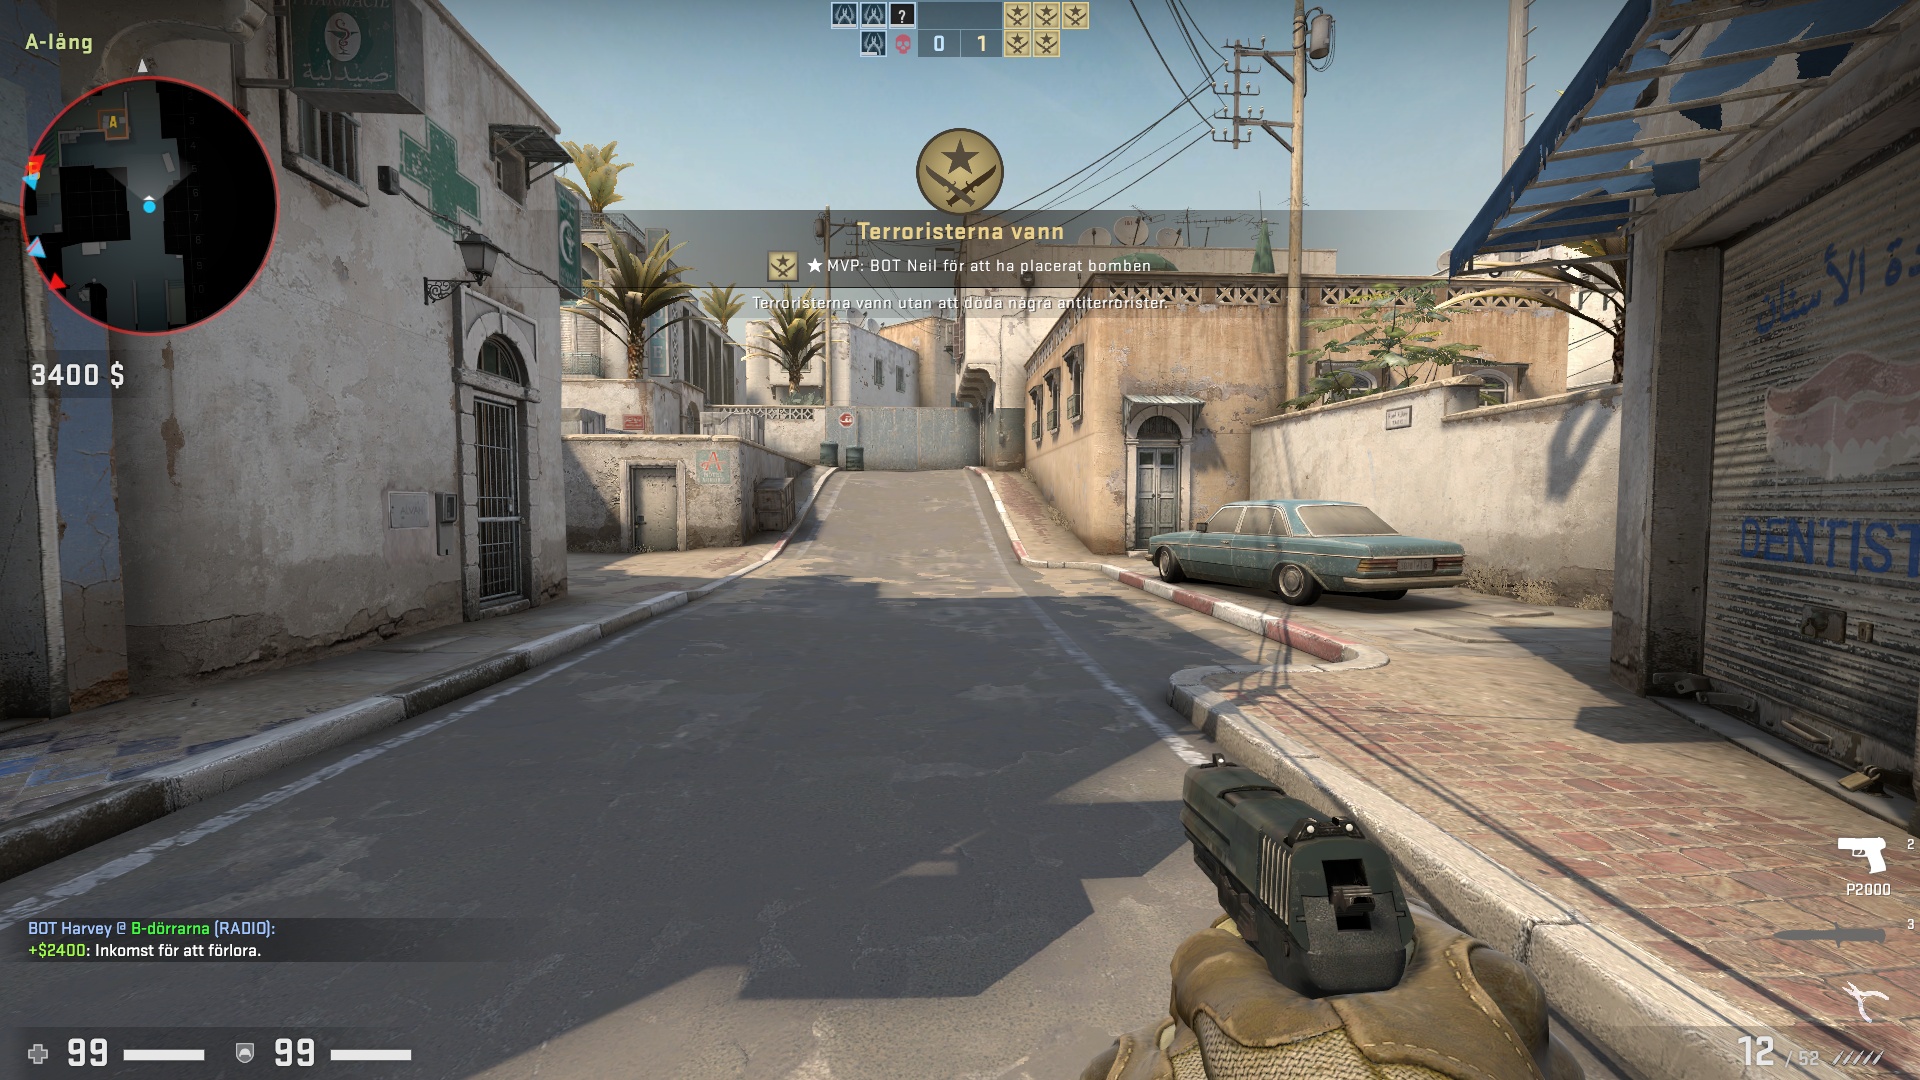 A-lång
PHARMACIE
صيدلية
?
0 1
A
Terroristerna vann
MVP: BOT Neil för att ha placerat bomben
Terroristerna vann utan att döda några antiterrorister.
3400 $
DENTIST
2
P2000
3
BOT Harvey @ B-dörrarna (RADIO):
+$2400: Inkomst för att förlora.
99 99
12 / 52